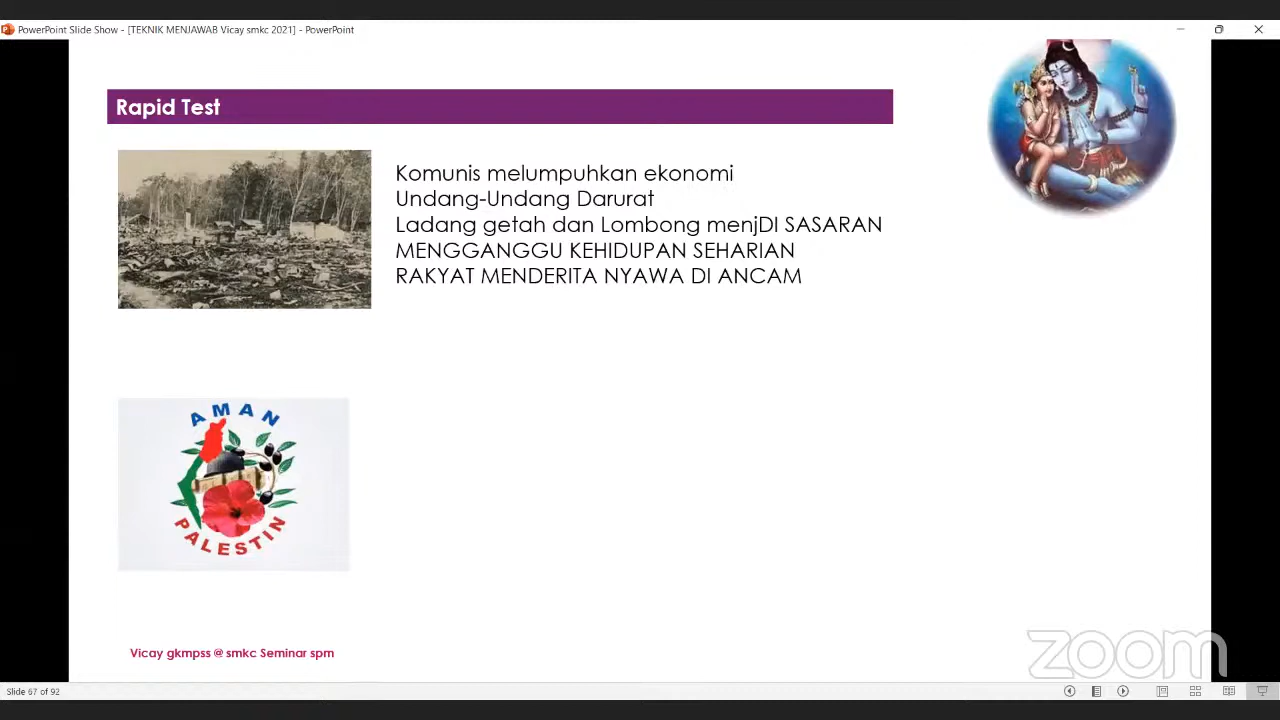 PowerPoint Slide Show - [TEKNIK MENJAWAB Vicay smkc 2021] - PowerPoint
Rapid Test
Komunis melumpuhkan ekonomi
Undang-Undang Darurat
Ladang getah dan Lombong menjDI SASARAN
MENGGANGGU KEHIDUPAN SEHARIAN
RAKYAT MENDERITA NYAWA DI ANCAM
AMAN
PALESTIN
Vicay gkmpss @ smkc Seminar spm
zoom
Slide 67 of 92